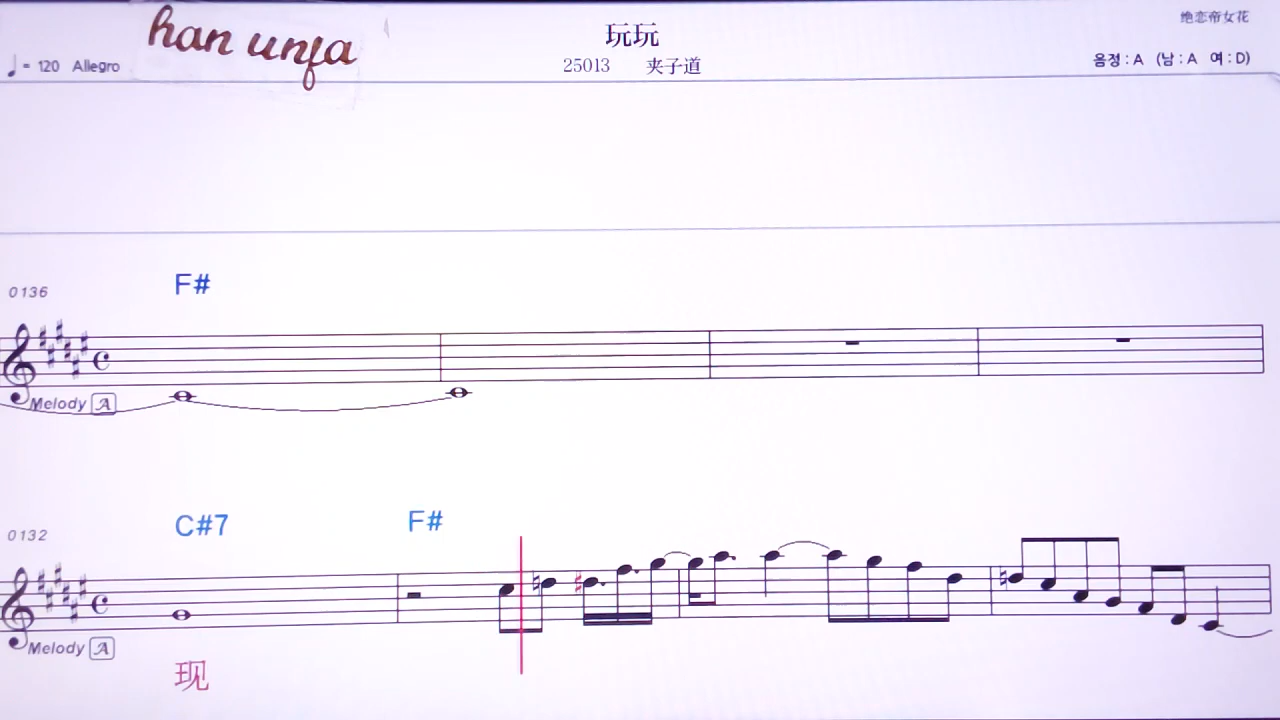 han unfa
玩玩
绝恋帝女花
25013 夹子道
♩= 120 Allegro
음정 : A (남 : A 여 : D)
F#
0136
Melody A
C#7 F#
0132
Melody A
现